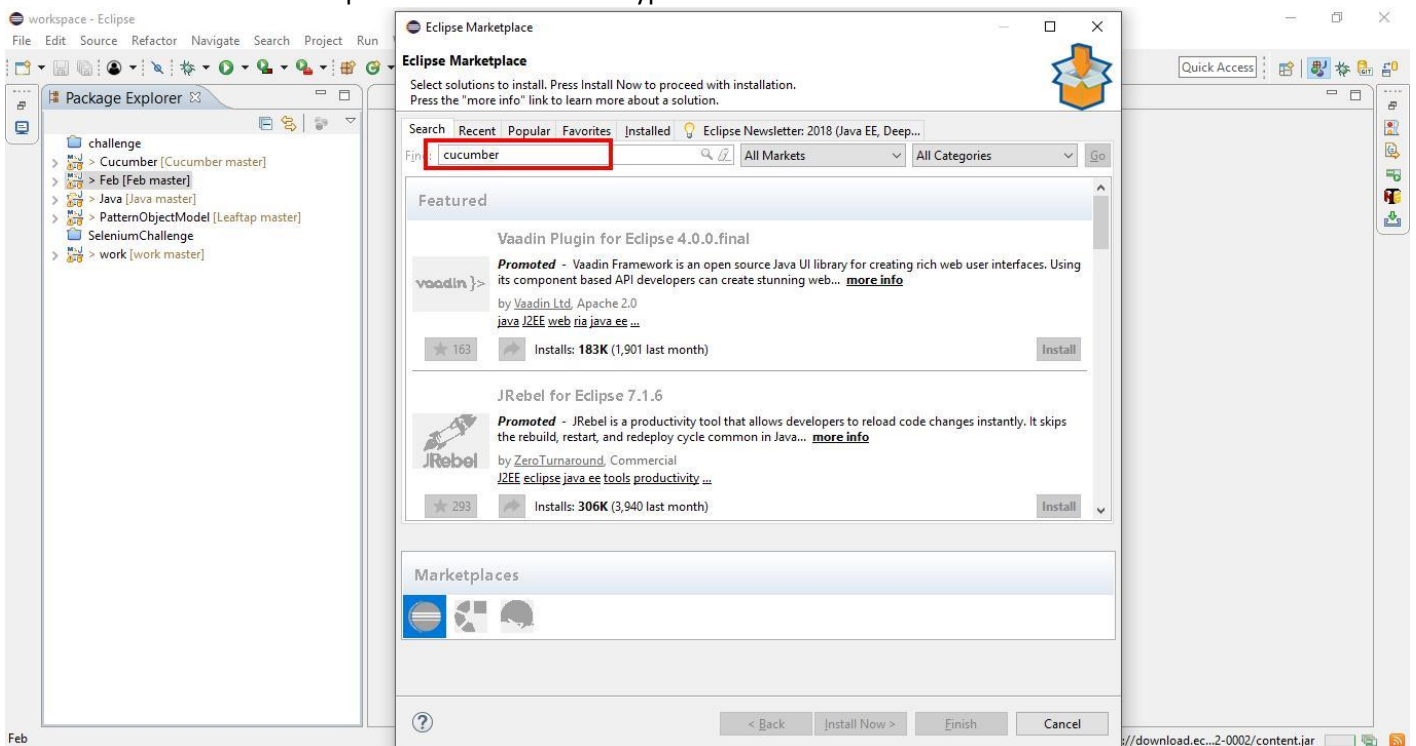 workspace - Eclipse
File Edit Source Refactor Navigate Search Project Run
Quick Access
Package Explorer
challenge
> Cucumber [Cucumber master]
> Feb [Feb master]
> Java [Java master]
> PatternObjectModel [Leaftap master]
SeleniumChallenge
> work [work master]
Eclipse Marketplace
Eclipse Marketplace
Select solutions to install. Press Install Now to proceed with installation.
Press the "more info" link to learn more about a solution.
Search Recent Popular Favorites Installed Eclipse Newsletter: 2018 (Java EE, Deep...
cucumber All Markets All Categories Go
Featured
Vaadin Plugin for Eclipse 4.0.0.final
Promoted - Vaadin Framework is an open source Java UI library for creating rich web user interfaces. Using
vaadin }> its component based API developers can create stunning web... more info
by Vaadin Ltd, Apache 2.0
java J2EE web ria java ee ...
163 Installs: 183K (1,901 last month) Install
JRebel for Eclipse 7.1.6
Promoted - JRebel is a productivity tool that allows developers to reload code changes instantly. It skips
the rebuild, restart, and redeploy cycle common in Java... more info
JRebel by ZeroTurnaround, Commercial
J2EE eclipse java ee tools productivity ...
293 Installs: 306K (3,940 last month) Install
Marketplaces
< Back Install Now > Finish Cancel
Feb
://download.ec...2-0002/content.jar